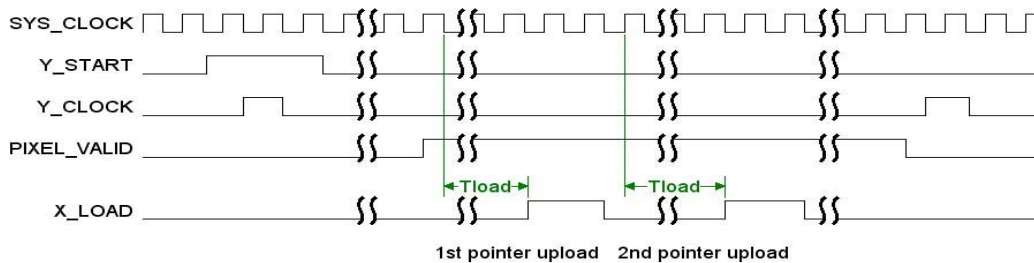 SYS_CLOCK
Y_START
Y_CLOCK
PIXEL_VALID
Tload Tload
X_LOAD
1st pointer upload 2nd pointer upload